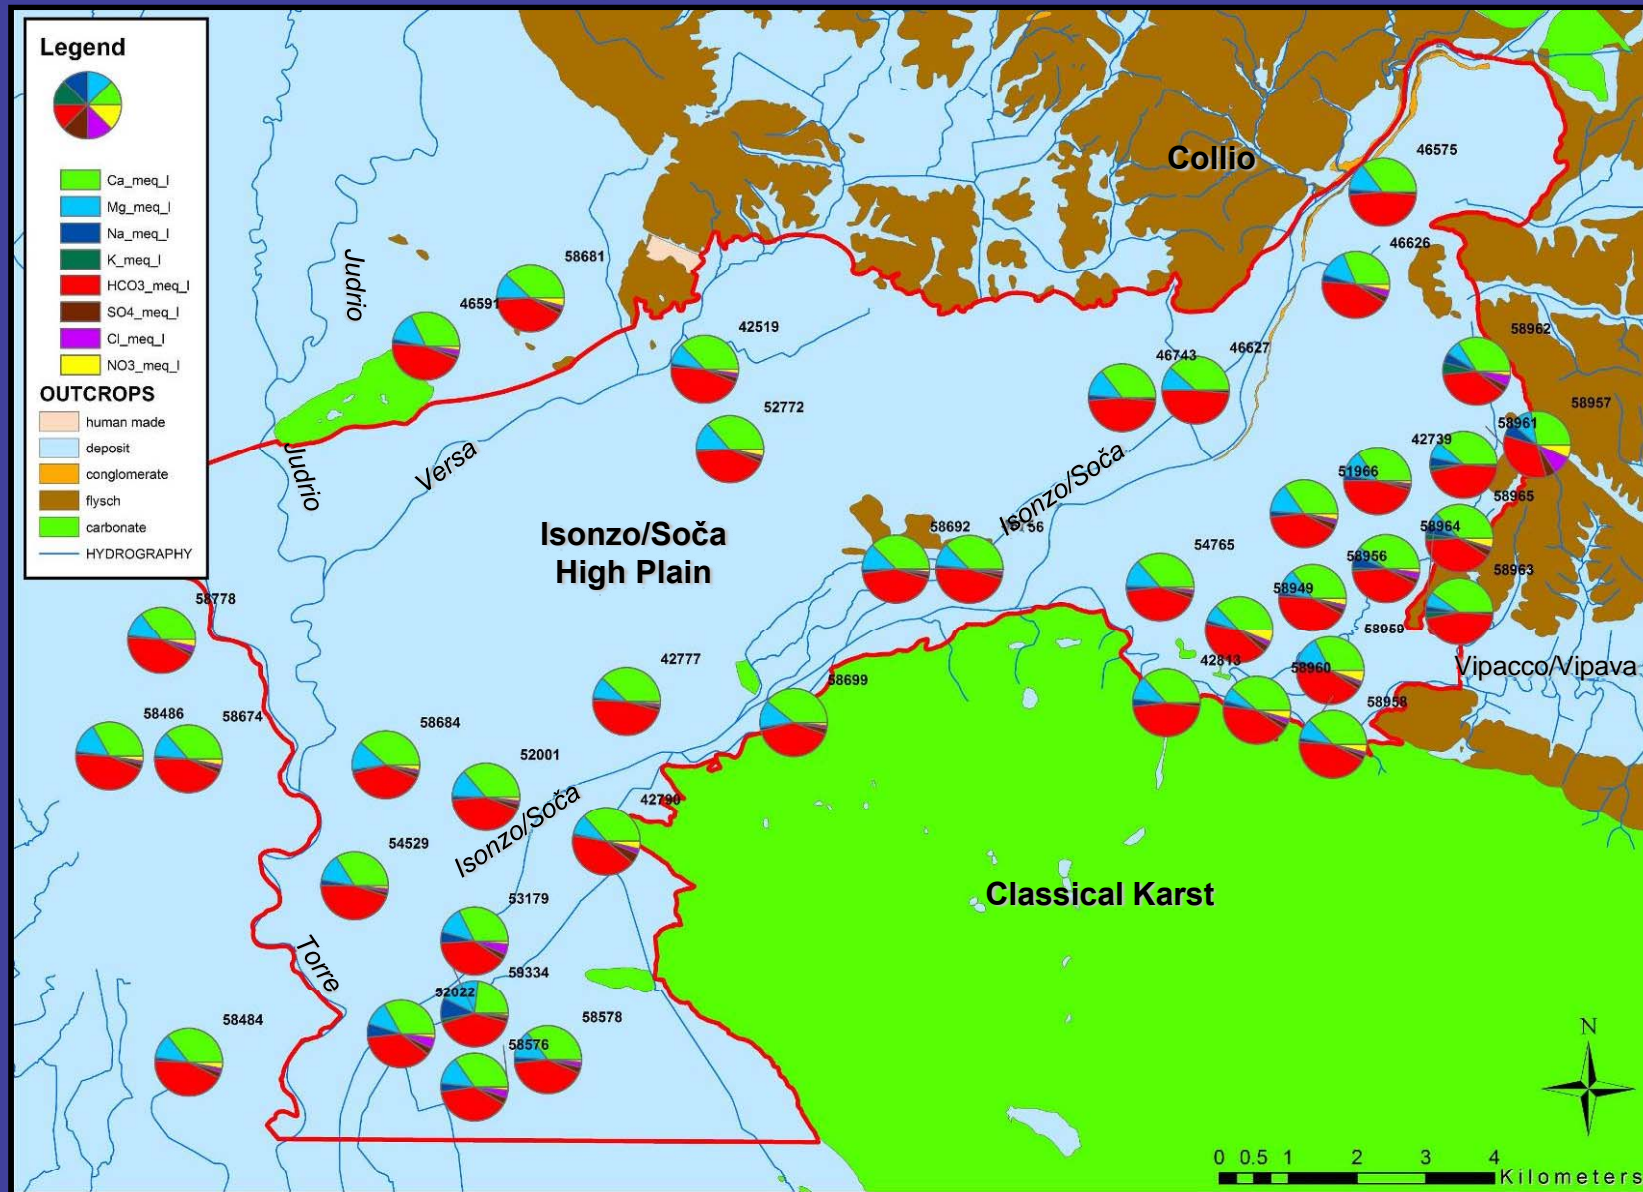 Legend
Ca_meq_l
Mg_meq_l
Na_meq_l
K_meq_l
HCO3_meq_l
SO4_meq_l
Cl_meq_l
NO3_meq_l
OUTCROPS
human made
deposit
conglomerate
flysch
carbonate
HYDROGRAPHY
Collio
46575
46626
58681
Judrio
46591
42519
58962
46743
46627
52772
58957
58961
42739
Judrio
Versa
Isonzo/Soča
51966
58965
Isonzo/Soča
High Plain
58692
54765
58964
58956
58963
58949
58778
58959
42777
42813
58960
Vipacco/Vipava
58699
58958
58486
58674
58684
52001
Isonzo/Soča
42790
54529
Classical Karst
53179
Torre
59334
52022
58484
58578
58576
N
0 0.5 1 2 3 4
Kilometers